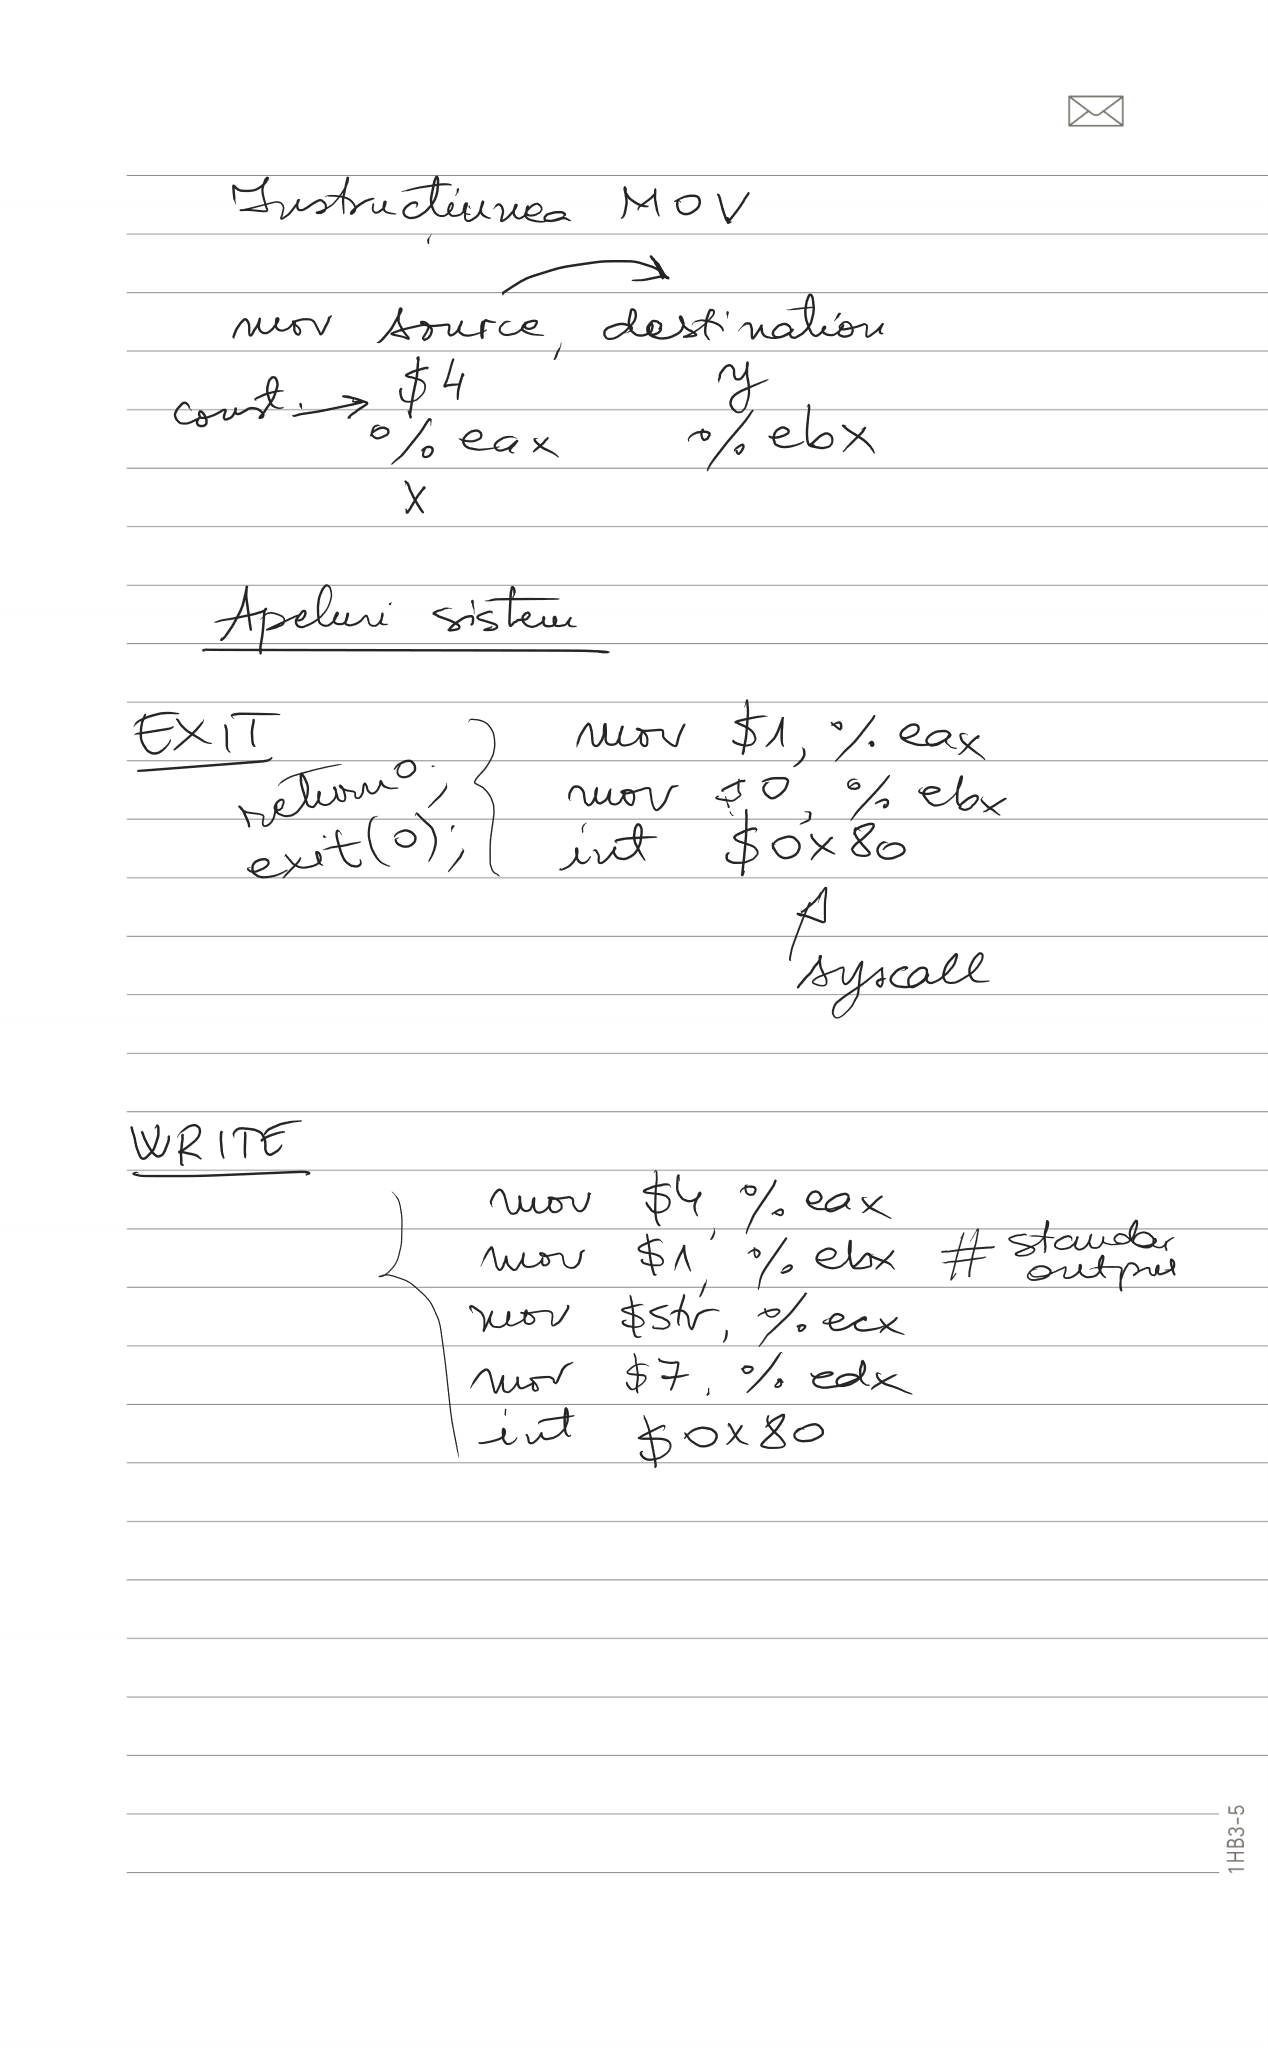 Instrucțiunea MOV
mov source, destination
const. → $4 y
%eax %ebx
x
Apeluri sistem
EXIT mov $1, %eax
return 0; mov $0, %ebx
exit(0); int $0x80
syscall
WRITE
mov $4, %eax
mov $1, %ebx # standar
output
mov $str, %ecx
mov $7, %edx
int $0x80
1HB3-5